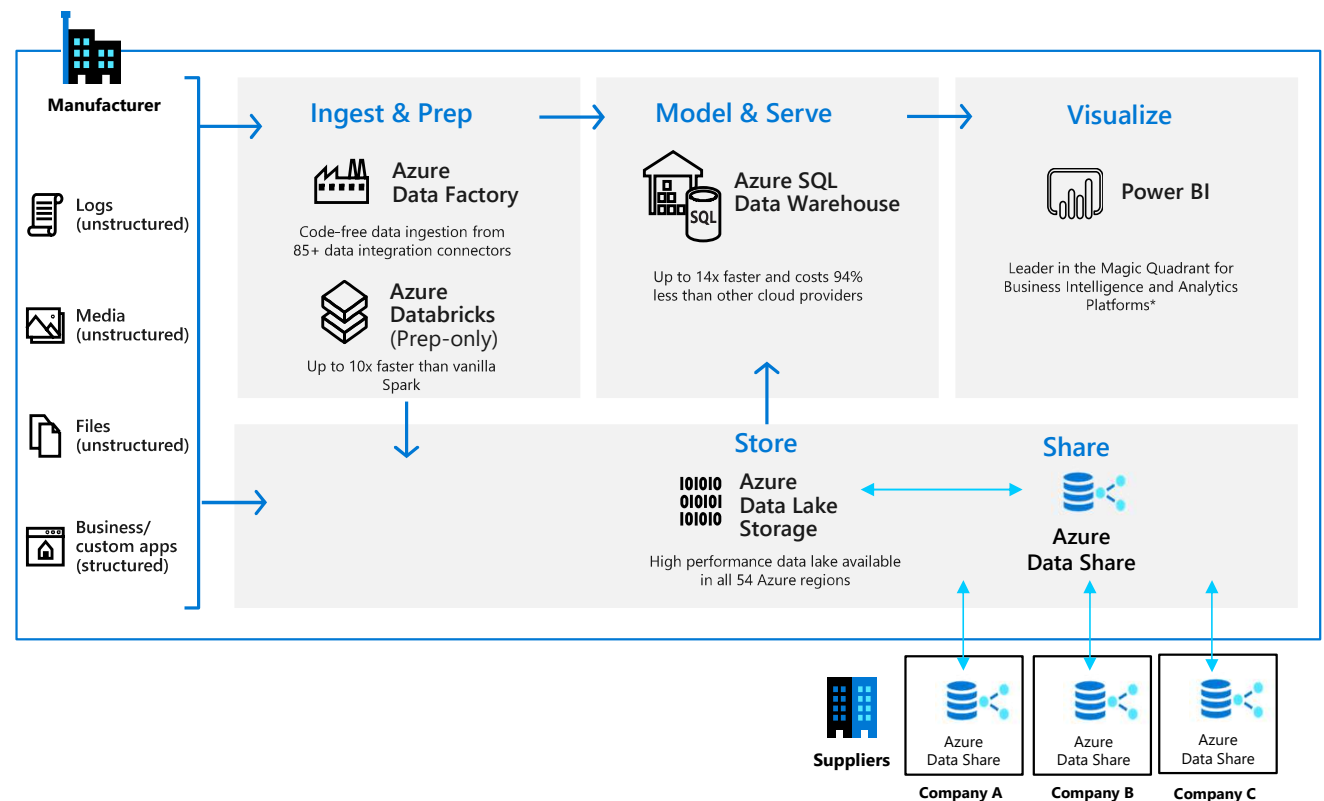 Manufacturer
Logs
(unstructured)
Media
(unstructured)
Files
(unstructured)
Business/
custom apps
(structured)
Ingest & Prep
Azure
Data Factory
Code-free data ingestion from
85+ data integration connectors
Azure
Databricks
(Prep-only)
Up to 10x faster than vanilla
Spark
Model & Serve
SQL
Azure SQL
Data Warehouse
Up to 14x faster and costs 94%
less than other cloud providers
Visualize
Power BI
Leader in the Magic Quadrant for
Business Intelligence and Analytics
Platforms*
Store
IOIOIO
OIOIOI
IOIOIO
Azure
Data Lake
Storage
High performance data lake available
in all 54 Azure regions
Share
Azure
Data Share
Suppliers
Azure
Data Share
Company A
Azure
Data Share
Company B
Azure
Data Share
Company C